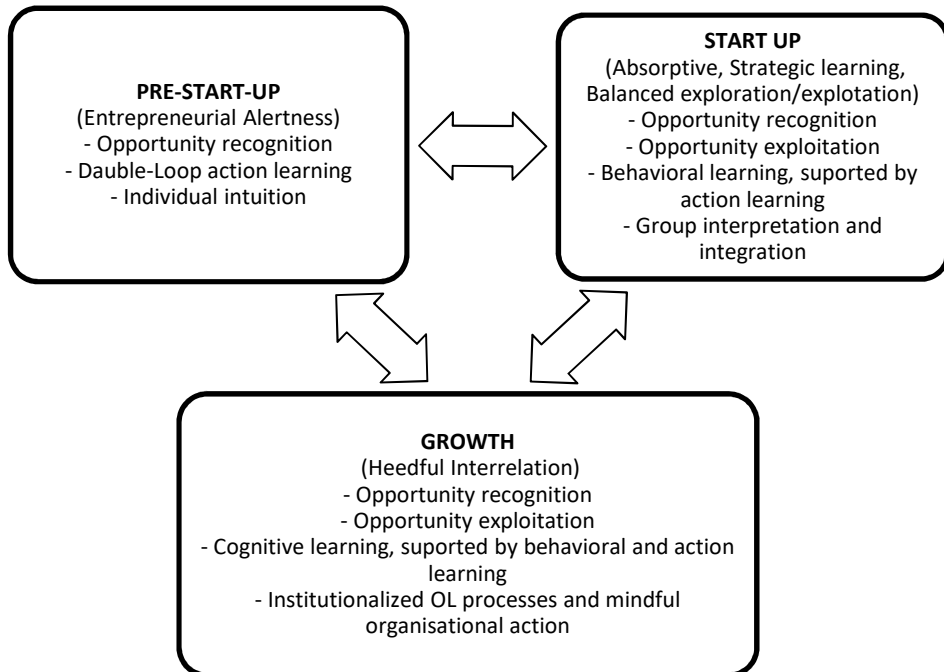 PRE-START-UP
(Entrepreneurial Alertness)
- Opportunity recognition
- Dauble-Loop action learning
- Individual intuition
START UP
(Absorptive, Strategic learning,
Balanced exploration/explotation)
- Opportunity recognition
- Opportunity exploitation
- Behavioral learning, suported by
action learning
- Group interpretation and
integration
GROWTH
(Heedful Interrelation)
- Opportunity recognition
- Opportunity exploitation
- Cognitive learning, suported by behavioral and action
learning
- Institutionalized OL processes and mindful
organisational action